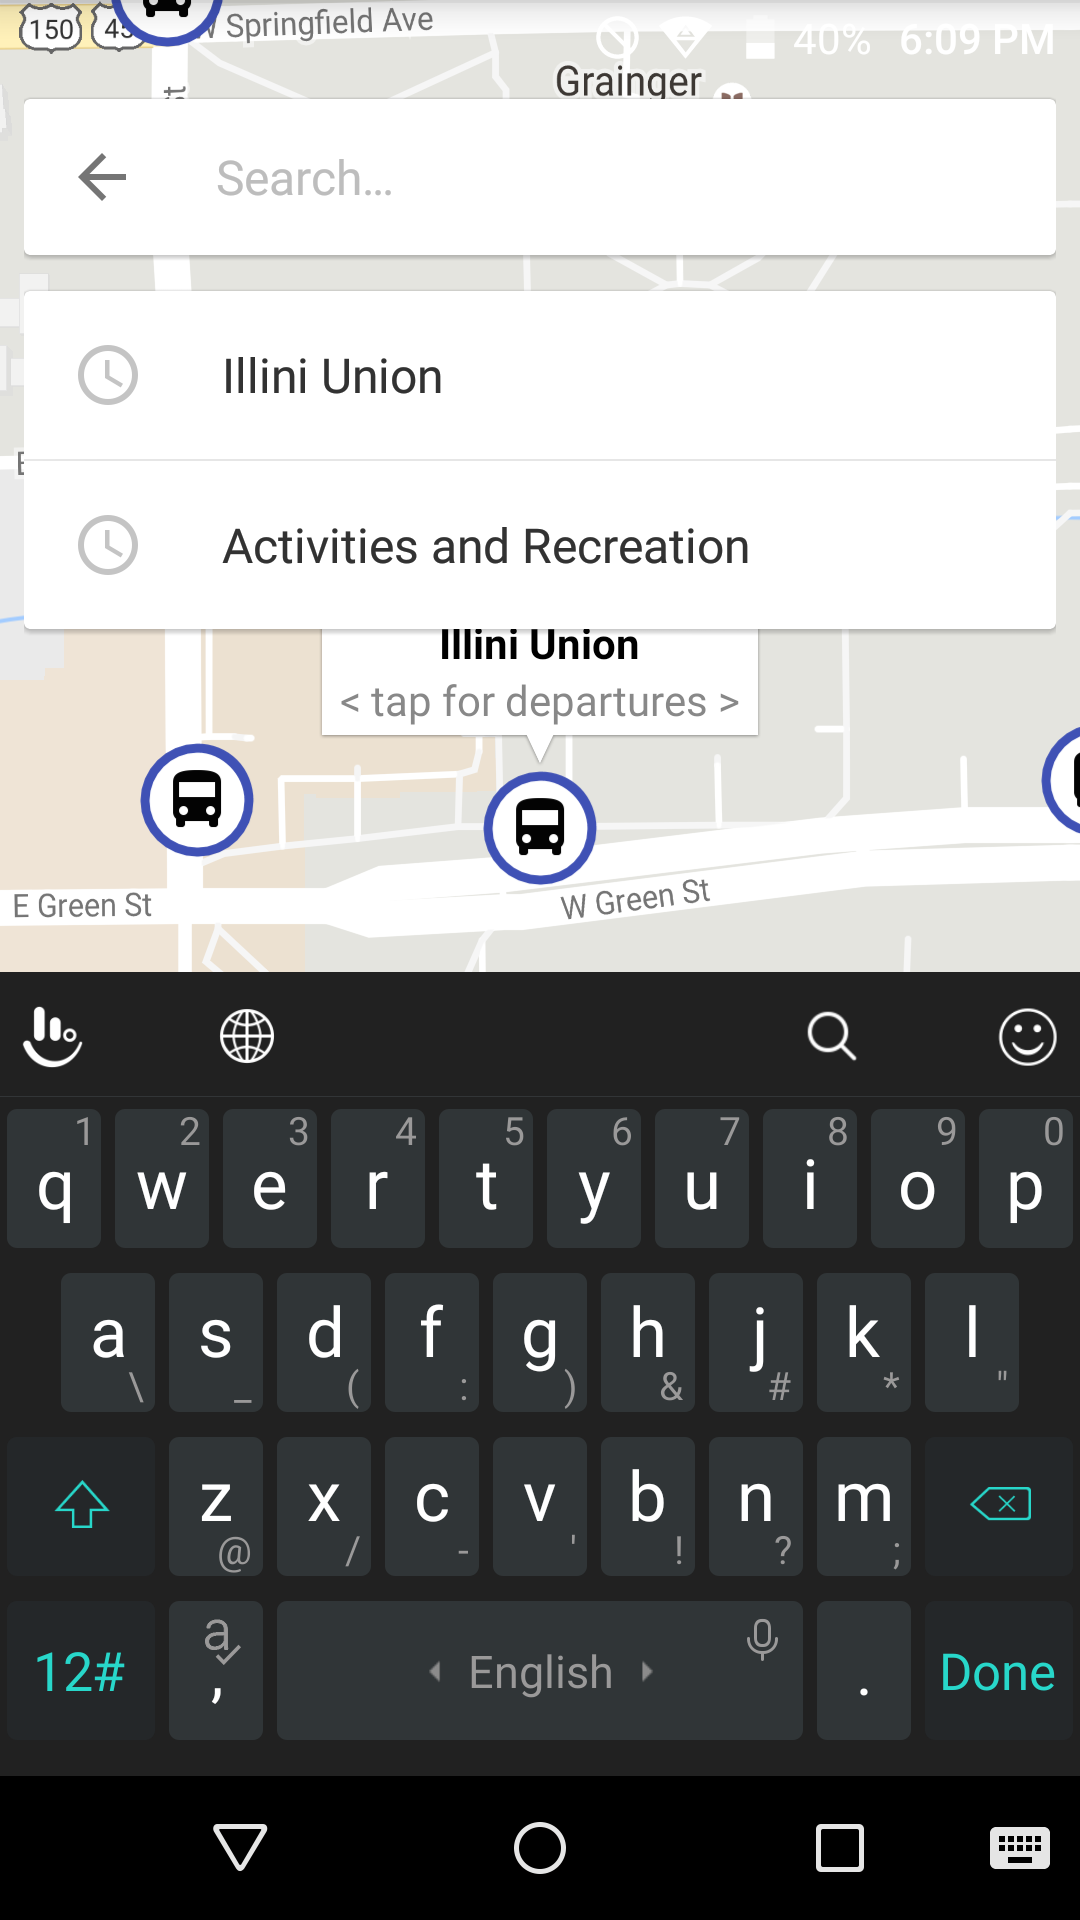 150 45 W Springfield Ave
40% 6:09 PM
Grainger
St
Search...
Illini Union
Activities and Recreation
E
Illini Union
< tap for departures >
E Green St
W Green St
1 2 3 4 5 6 7 8 9 0
q w e r t y u i o p
a s d f g h j k l
\ _ ( : ) & # * "
z x c v b n m
@ / - ' ! ? ;
a
12# , English . Done